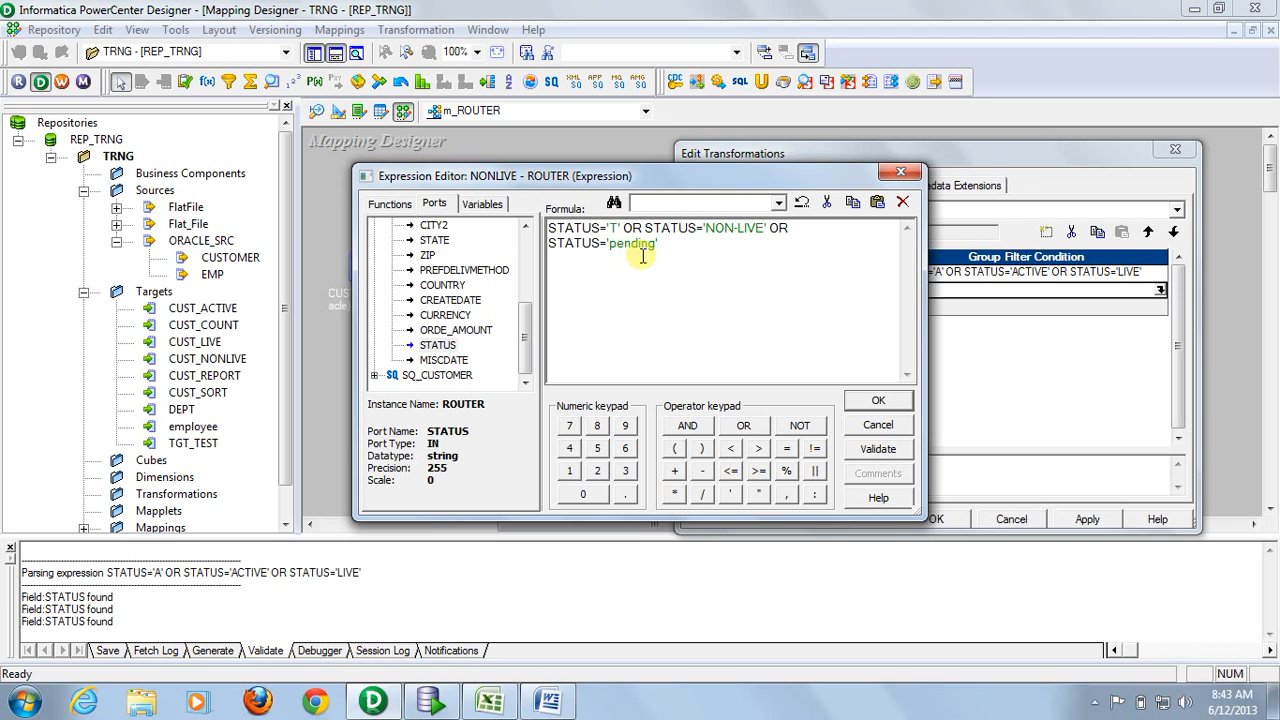 Informatica PowerCenter Designer - [Mapping Designer - TRNG - [REP_TRNG]]
Repository Edit View Tools Layout Versioning Mappings Transformation Window Help
TRNG - [REP_TRNG] 100%
m_ROUTER
Repositories
REP_TRNG
TRNG
Business Components
Sources
FlatFile
Flat_File
ORACLE_SRC
CUSTOMER
EMP
Targets
CUST_ACTIVE
CUST_COUNT
CUST_LIVE
CUST_NONLIVE
CUST_REPORT
CUST_SORT
DEPT
employee
TGT_TEST
Cubes
Dimensions
Transformations
Mapplets
Mappings
Mapping Designer
Edit Transformations
adata Extensions
Group Filter Condition
='A' OR STATUS='ACTIVE' OR STATUS='LIVE'
OK Cancel Apply Help
Expression Editor: NONLIVE - ROUTER (Expression)
Functions Ports Variables
Formula:
CITY2
STATE
ZIP
PREFDELIVMETHOD
COUNTRY
CREATEDATE
CURRENCY
ORDE_AMOUNT
STATUS
MISCDATE
SQ_CUSTOMER
STATUS='T' OR STATUS='NON-LIVE' OR
STATUS='pending'
Instance Name: ROUTER
Port Name: STATUS
Port Type: IN
Datatype: string
Precision: 255
Scale: 0
Numeric keypad
7 8 9
4 5 6
1 2 3
0 .
Operator keypad
AND OR NOT
( ) < > = !=
+ - <= >= % ||
* / ' " , :
OK
Cancel
Validate
Comments
Help
Parsing expression STATUS='A' OR STATUS='ACTIVE' OR STATUS='LIVE'
Field:STATUS found
Field:STATUS found
Field:STATUS found
Save Fetch Log Generate Validate Debugger Session Log Notifications
Ready
NUM
8:43 AM
6/12/2013